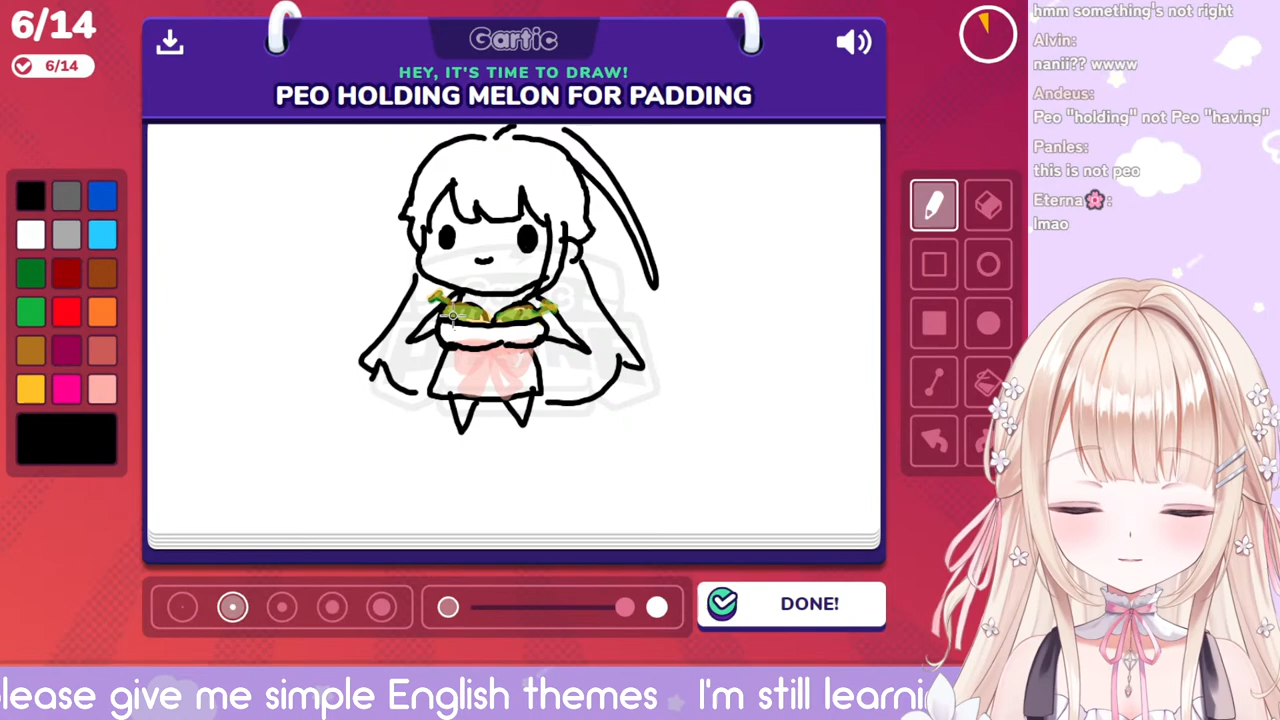 6/14
6/14
Gartic
HEY, IT'S TIME TO DRAW!
PEO HOLDING MELON FOR PADDING
hmm something's not right
Alvin:
nanii?? wwww
Andeus:
Peo "holding" not Peo "having"
Panles:
this is not peo
Eterna🌸:
lmao
DONE!
lease give me simple English themes I'm still learni